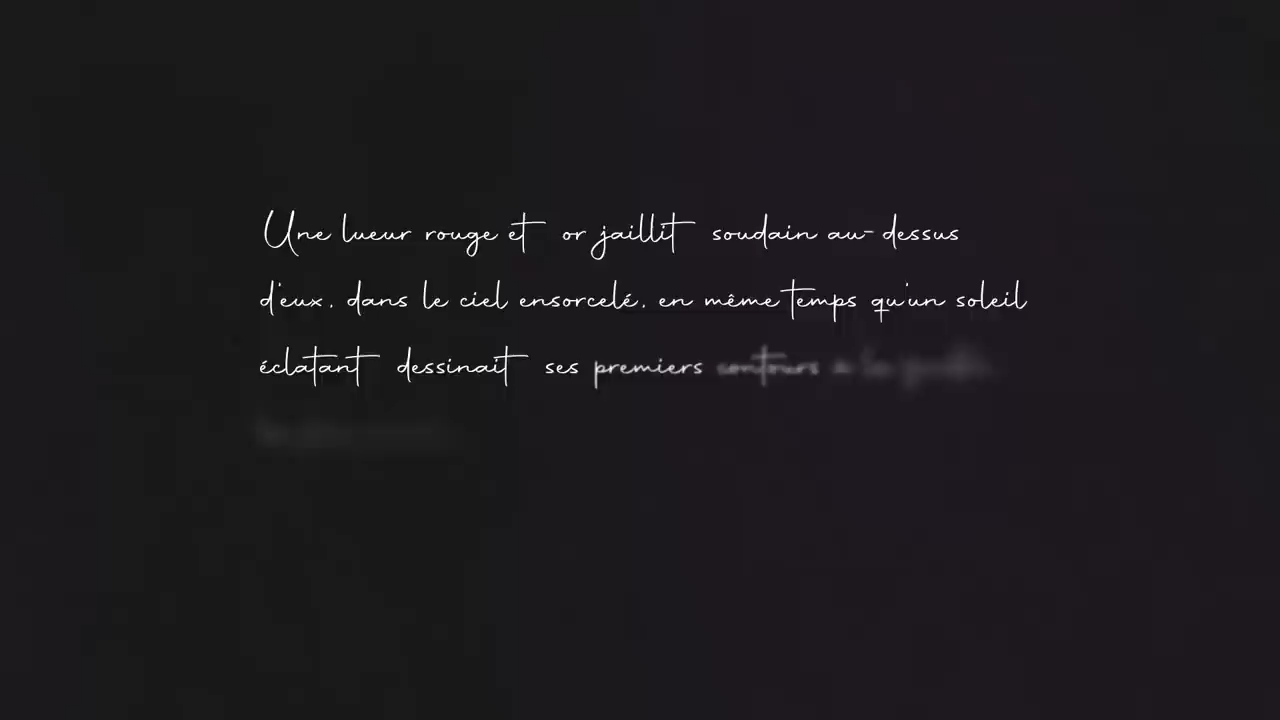 Une lueur rouge et or jaillit soudain au-dessus
d'eux, dans le ciel ensorcelé, en même temps qu'un soleil
éclatant dessinait ses premiers contours